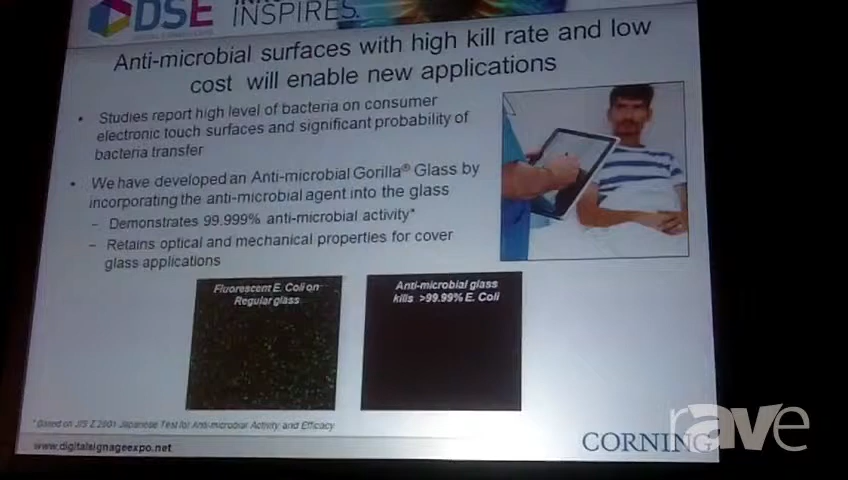 DSE
INSPIRES.
Anti-microbial surfaces with high kill rate and low
cost will enable new applications
• Studies report high level of bacteria on consumer
electronic touch surfaces and significant probability of
bacteria transfer
• We have developed an Anti-microbial Gorilla® Glass by
incorporating the anti-microbial agent into the glass
– Demonstrates 99.999% anti-microbial activity*
– Retains optical and mechanical properties for cover
glass applications
Fluorescent E. Coli on
Regular glass
Anti-microbial glass
kills >99.99% E. Coli
* Based on JIS Z 2801 Japanese Test for Anti-microbial Activity and Efficacy
www.digitalsignageexpo.net
CORNING
rave